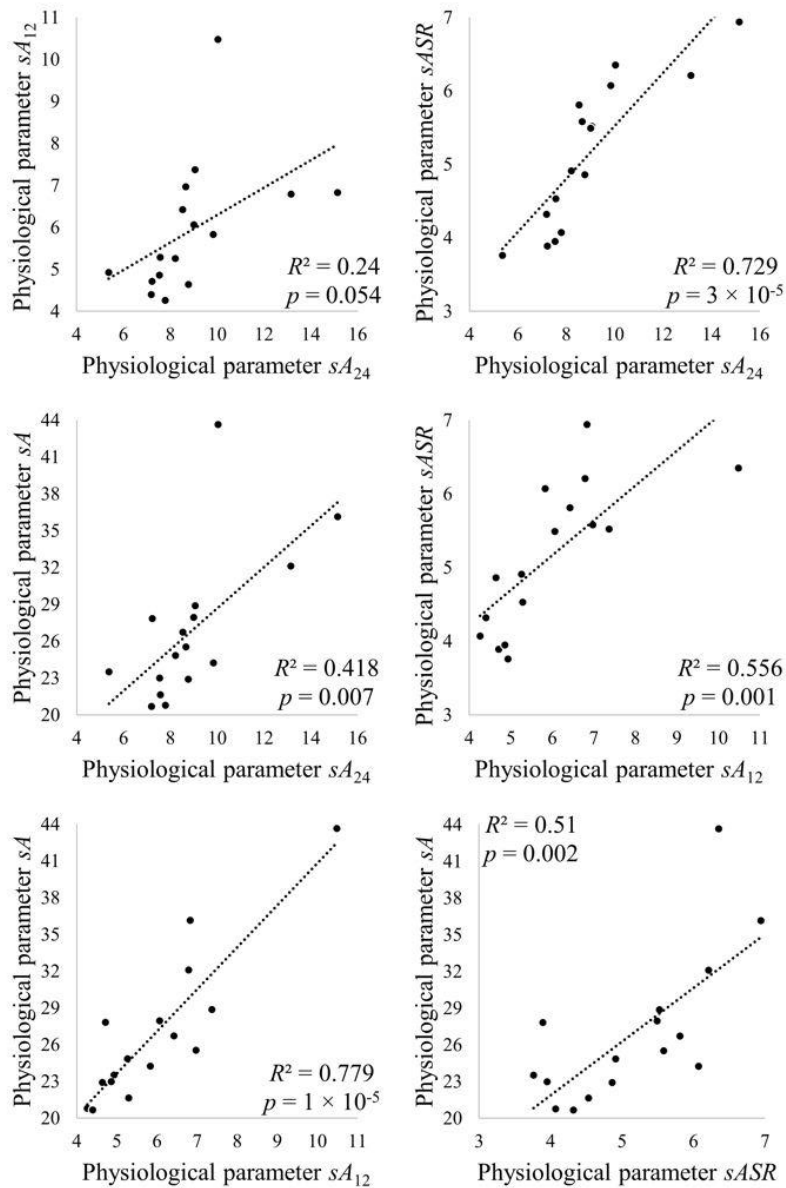 Physiological parameter sA₁₂
11
10
9
8
7
6
5
4
R² = 0.24
p = 0.054
4 6 8 10 12 14 16
Physiological parameter sA₂₄
Physiological parameter sASR
7
6
5
4
3
R² = 0.729
p = 3 × 10⁻⁵
4 6 8 10 12 14 16
Physiological parameter sA₂₄
Physiological parameter sA
44
41
38
35
32
29
26
23
20
R² = 0.418
p = 0.007
4 6 8 10 12 14 16
Physiological parameter sA₂₄
Physiological parameter sASR
7
6
5
4
3
R² = 0.556
p = 0.001
4 5 6 7 8 9 10 11
Physiological parameter sA₁₂
Physiological parameter sA
44
41
38
35
32
29
26
23
20
R² = 0.779
p = 1 × 10⁻⁵
4 5 6 7 8 9 10 11
Physiological parameter sA₁₂
Physiological parameter sA
44
41
38
35
32
29
26
23
20
R² = 0.51
p = 0.002
3 4 5 6 7
Physiological parameter sASR